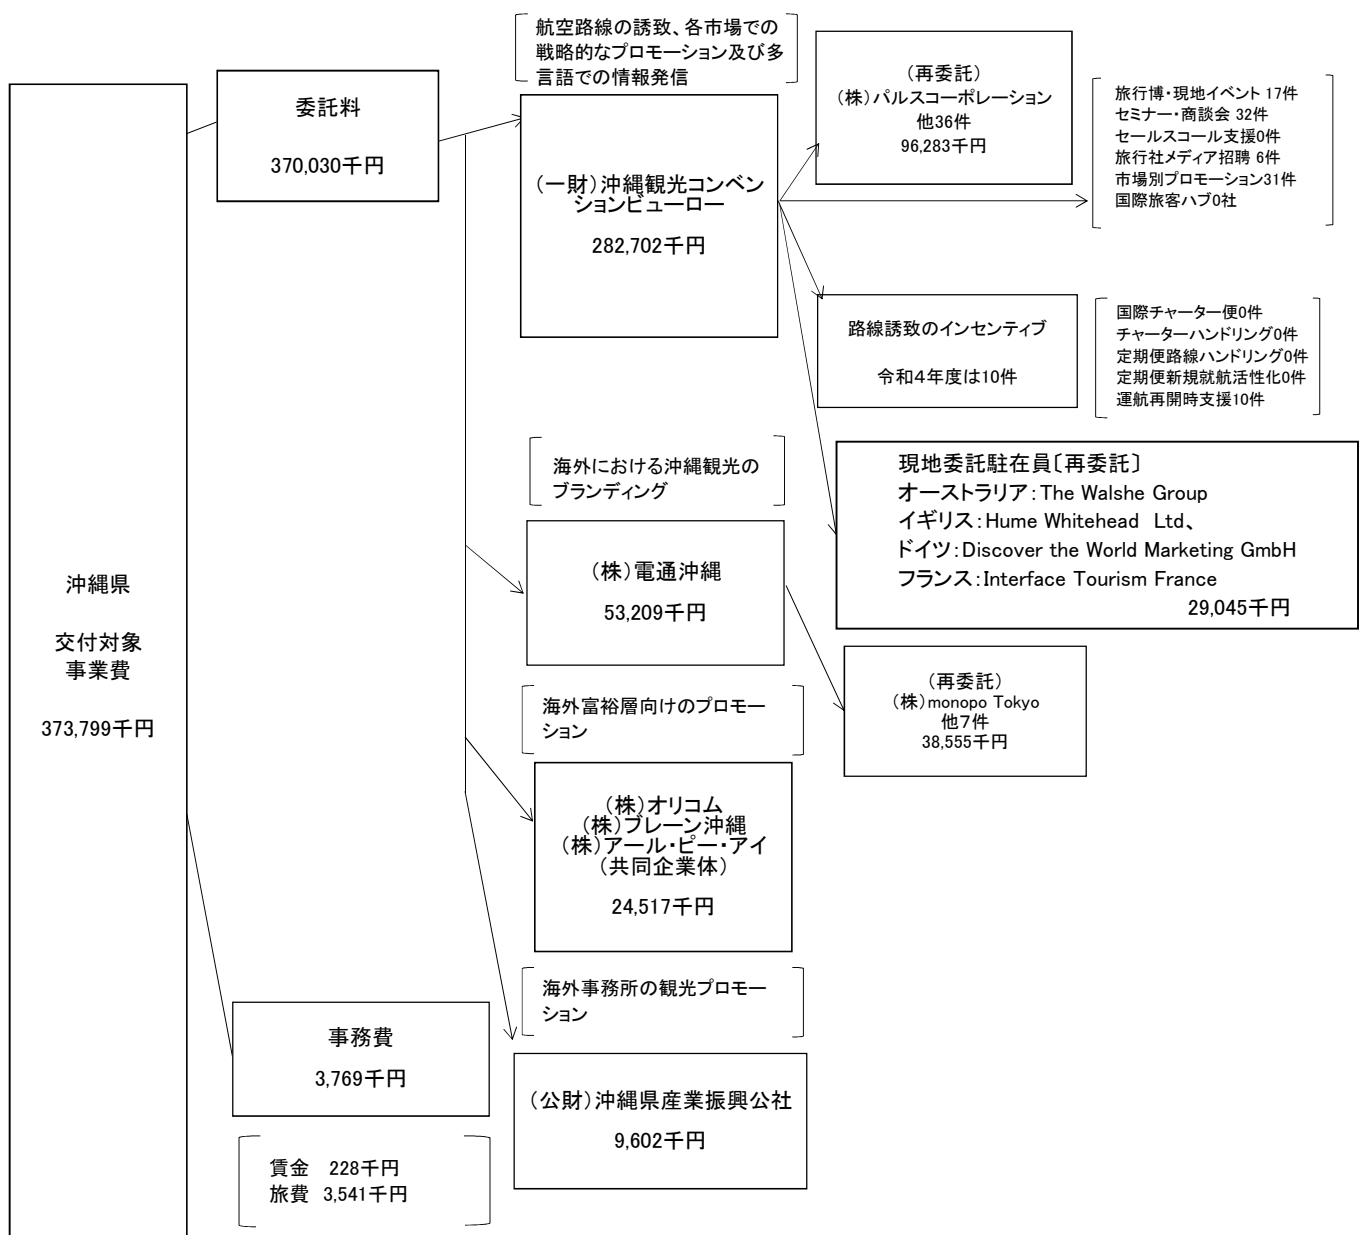 沖縄県
交付対象
事業費
373,799千円
委託料
370,030千円
航空路線の誘致、各市場での
戦略的なプロモーション及び多
言語での情報発信
（一財）沖縄観光コンベン
ションビューロー
282,702千円
（再委託）
（株）パルスコーポレーション
他36件
96,283千円
旅行博・現地イベント 17件
セミナー・商談会 32件
セールスコール支援0件
旅行社メディア招聘 6件
市場別プロモーション31件
国際旅客ハブ0社
路線誘致のインセンティブ
令和４年度は10件
国際チャーター便0件
チャーターハンドリング0件
定期便路線ハンドリング0件
定期便新規就航活性化0件
運航再開時支援10件
現地委託駐在員〔再委託〕
オーストラリア：The Walshe Group
イギリス：Hume Whitehead　Ltd、
ドイツ：Discover the World Marketing GmbH
フランス：Interface Tourism France
29,045千円
海外における沖縄観光の
ブランディング
（株）電通沖縄
53,209千円
（再委託）
（株）monopo Tokyo
他７件
38,555千円
海外富裕層向けのプロモー
ション
（株）オリコム
（株）ブレーン沖縄
（株）アール・ピー・アイ
（共同企業体）
24,517千円
海外事務所の観光プロモー
ション
（公財）沖縄県産業振興公社
9,602千円
事務費
3,769千円
賃金　228千円
旅費　3,541千円